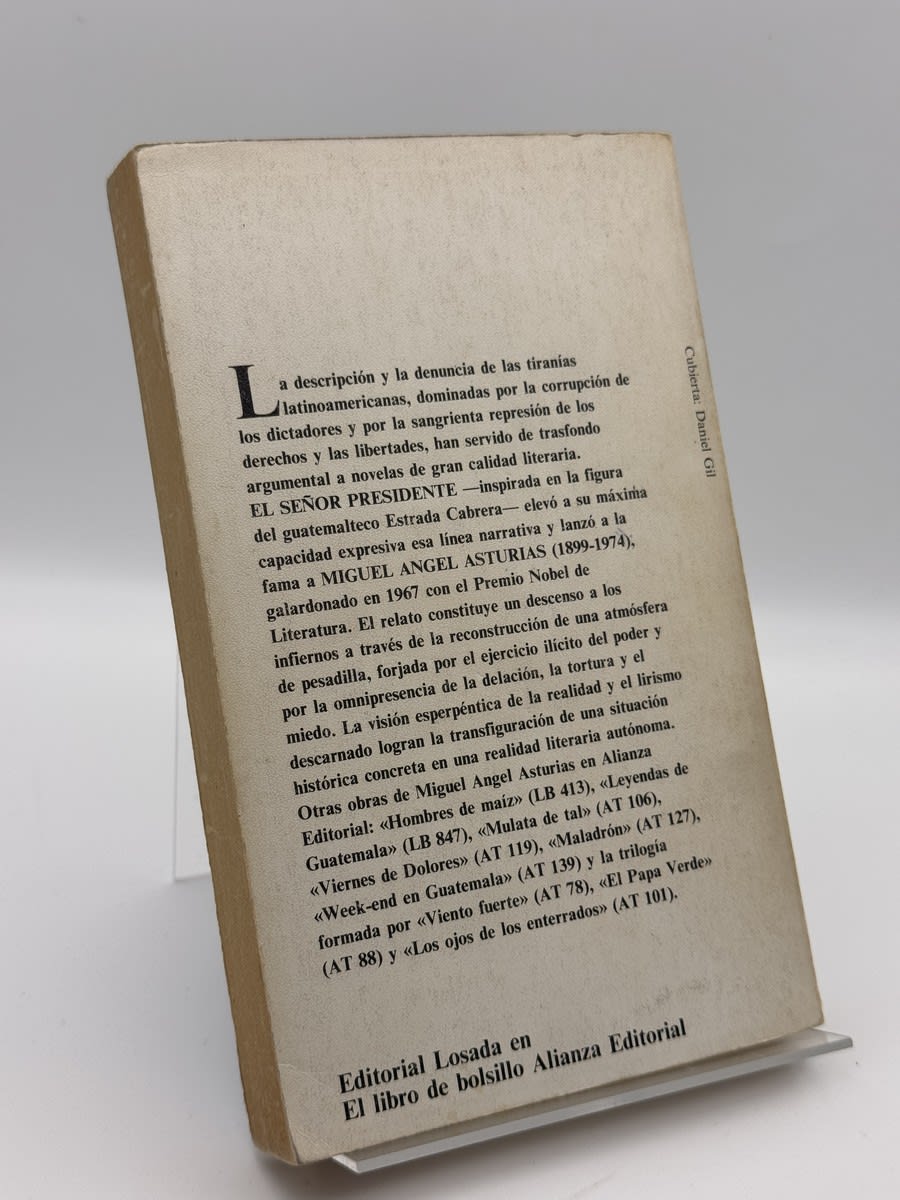 La descripción y la denuncia de las tiranías
latinoamericanas, dominadas por la corrupción de
los dictadores y por la sangrienta represión de los
derechos y las libertades, han servido de trasfondo
argumental a novelas de gran calidad literaria.
EL SEÑOR PRESIDENTE —inspirada en la figura
del guatemalteco Estrada Cabrera— elevó a su máxima
capacidad expresiva esa línea narrativa y lanzó a la
fama a MIGUEL ANGEL ASTURIAS (1899-1974),
galardonado en 1967 con el Premio Nobel de
Literatura. El relato constituye un descenso a los
infiernos a través de la reconstrucción de una atmósfera
de pesadilla, forjada por el ejercicio ilícito del poder y
por la omnipresencia de la delación, la tortura y el
miedo. La visión esperpéntica de la realidad y el lirismo
descarnado logran la transfiguración de una situación
histórica concreta en una realidad literaria autónoma.
Otras obras de Miguel Angel Asturias en Alianza
Editorial: «Hombres de maíz» (LB 413), «Leyendas de
Guatemala» (LB 847), «Mulata de tal» (AT 106),
«Viernes de Dolores» (AT 119), «Maladrón» (AT 127),
«Week-end en Guatemala» (AT 139) y la trilogía
formada por «Viento fuerte» (AT 78), «El Papa Verde»
(AT 88) y «Los ojos de los enterrados» (AT 101).
Editorial Losada en
El libro de bolsillo Alianza Editorial
Cubierta: Daniel Gil